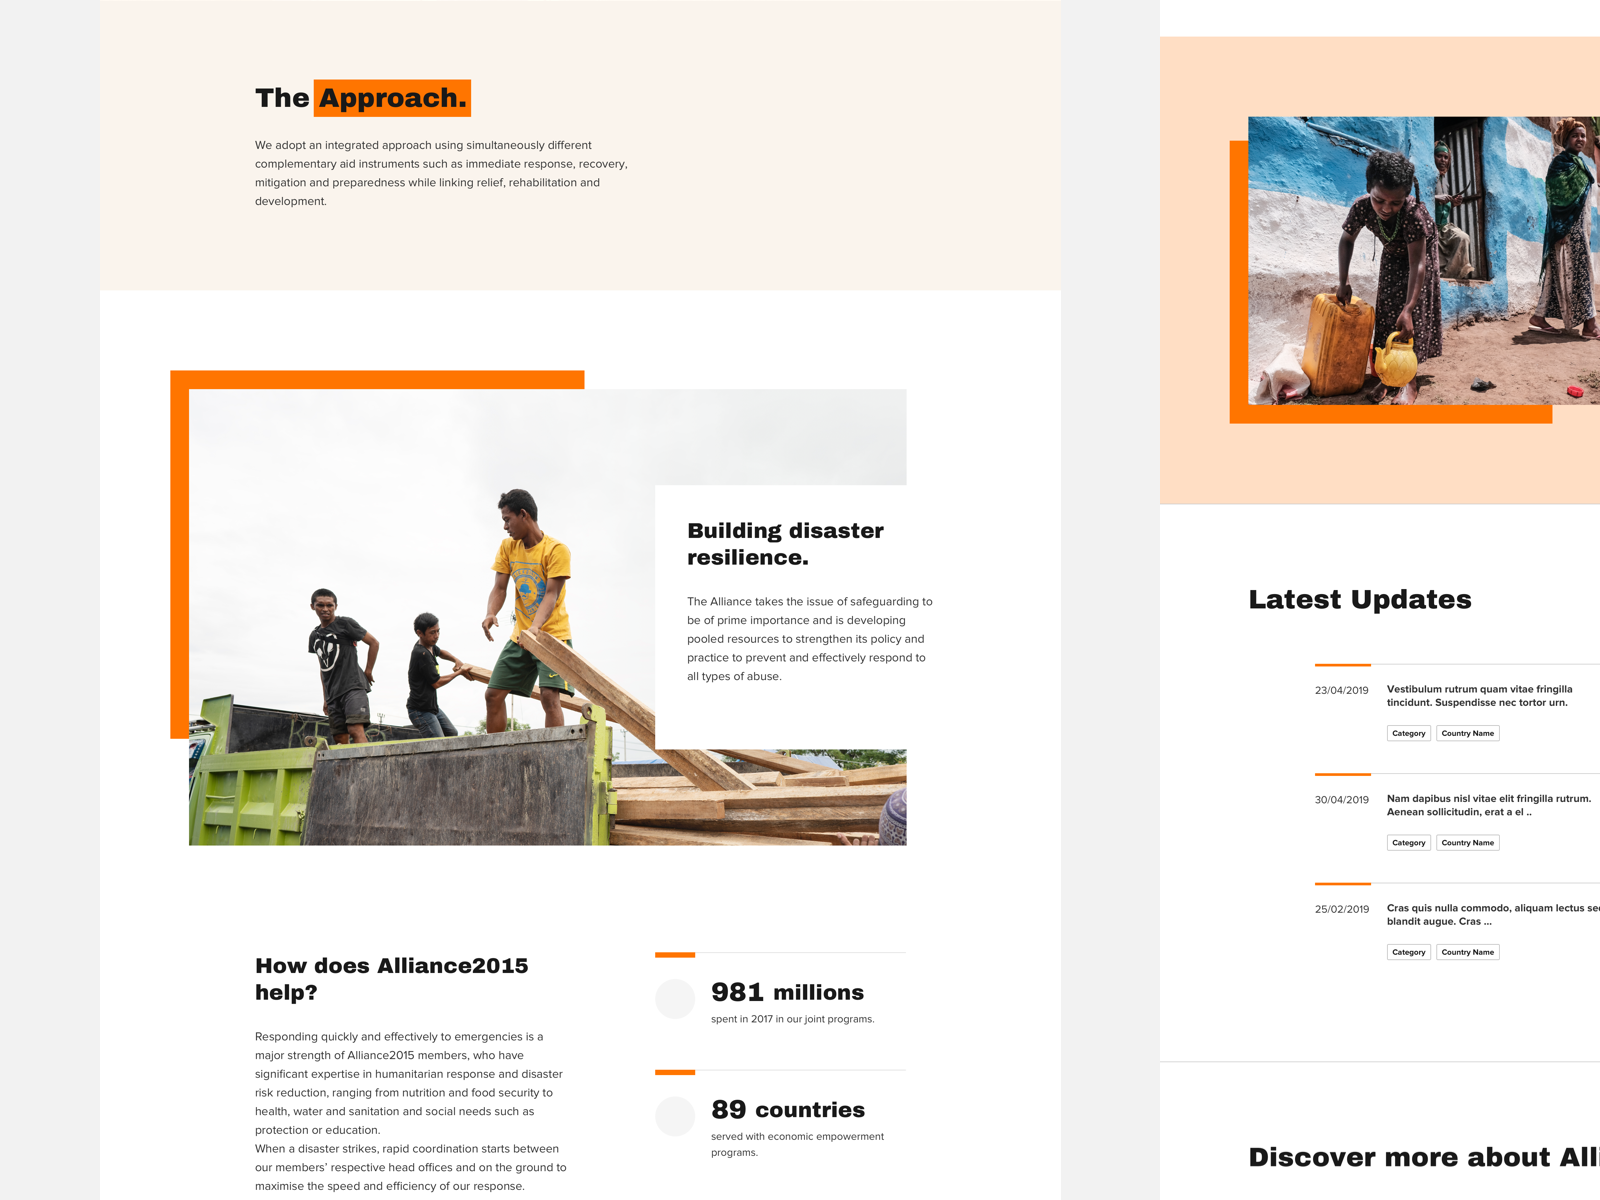 The Approach.
We adopt an integrated approach using simultaneously different
complementary aid instruments such as immediate response, recovery,
mitigation and preparedness while linking relief, rehabilitation and
development.
Building disaster
resilience.
The Alliance takes the issue of safeguarding to
be of prime importance and is developing
pooled resources to strengthen its policy and
practice to prevent and effectively respond to
all types of abuse.
How does Alliance2015
help?
Responding quickly and effectively to emergencies is a
major strength of Alliance2015 members, who have
significant expertise in humanitarian response and disaster
risk reduction, ranging from nutrition and food security to
health, water and sanitation and social needs such as
protection or education.
When a disaster strikes, rapid coordination starts between
our members’ respective head offices and on the ground to
maximise the speed and efficiency of our response.
981 millions
spent in 2017 in our joint programs.
89 countries
served with economic empowerment
programs.
Latest Updates
23/04/2019
Vestibulum rutrum quam vitae fringilla
tincidunt. Suspendisse nec tortor urn.
Category Country Name
30/04/2019
Nam dapibus nisl vitae elit fringilla rutrum.
Aenean sollicitudin, erat a el ..
Category Country Name
25/02/2019
Cras quis nulla commodo, aliquam lectus se
blandit augue. Cras ...
Category Country Name
Discover more about All